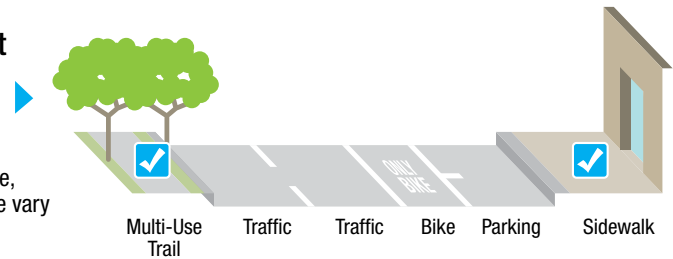 t
e,
e vary
ONLY
BIKE
Multi-Use
Trail
Traffic
Traffic
Bike
Parking
Sidewalk